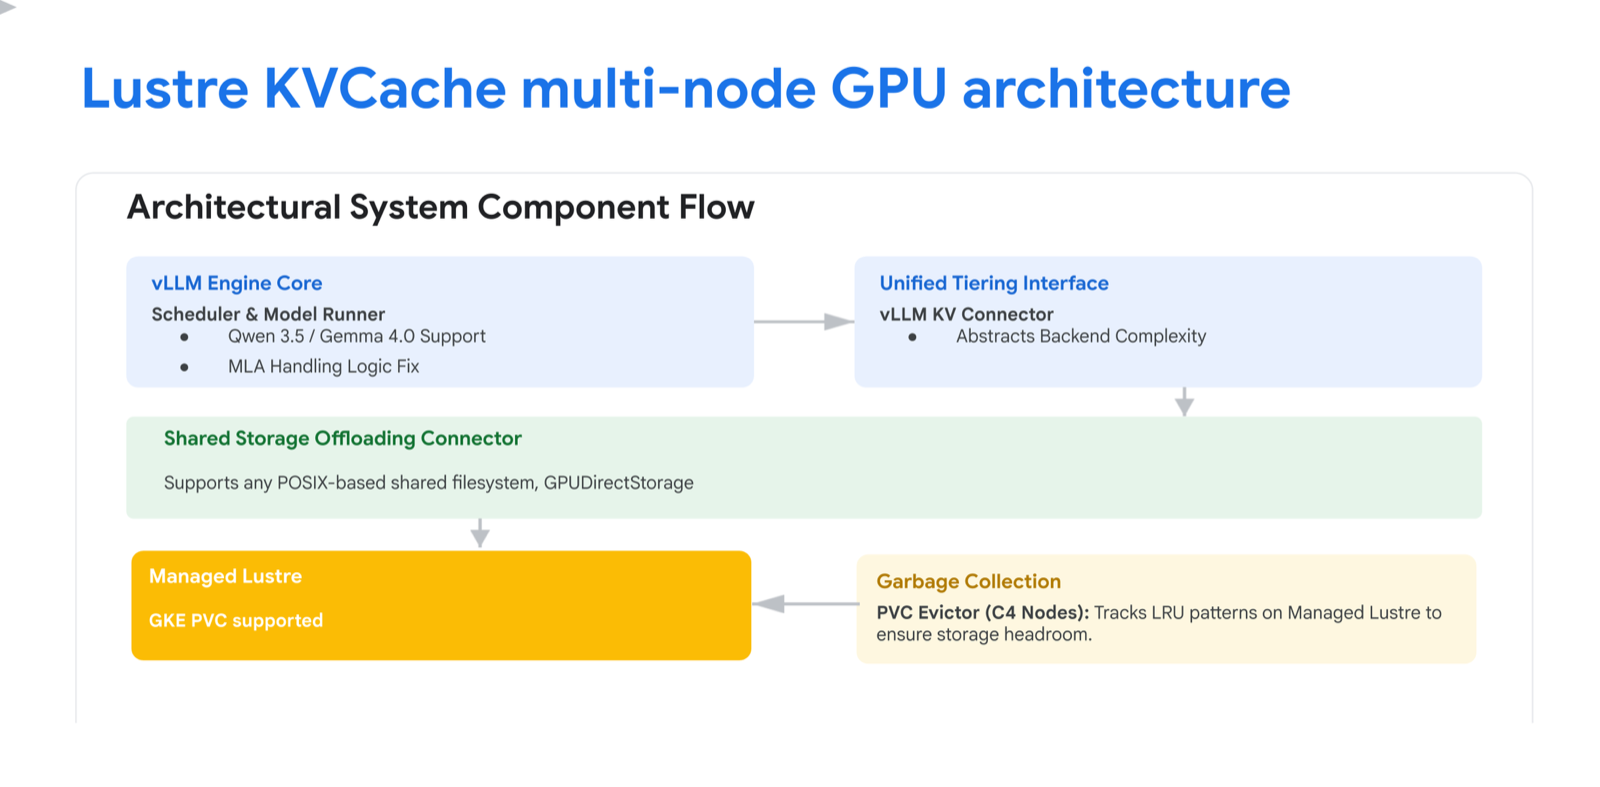 Lustre KVCache multi-node GPU architecture
Architectural System Component Flow
vLLM Engine Core
Scheduler & Model Runner
● Qwen 3.5 / Gemma 4.0 Support
● MLA Handling Logic Fix
Unified Tiering Interface
vLLM KV Connector
● Abstracts Backend Complexity
Shared Storage Offloading Connector
Supports any POSIX-based shared filesystem, GPUDirectStorage
Managed Lustre
GKE PVC supported
Garbage Collection
PVC Evictor (C4 Nodes): Tracks LRU patterns on Managed Lustre to
ensure storage headroom.